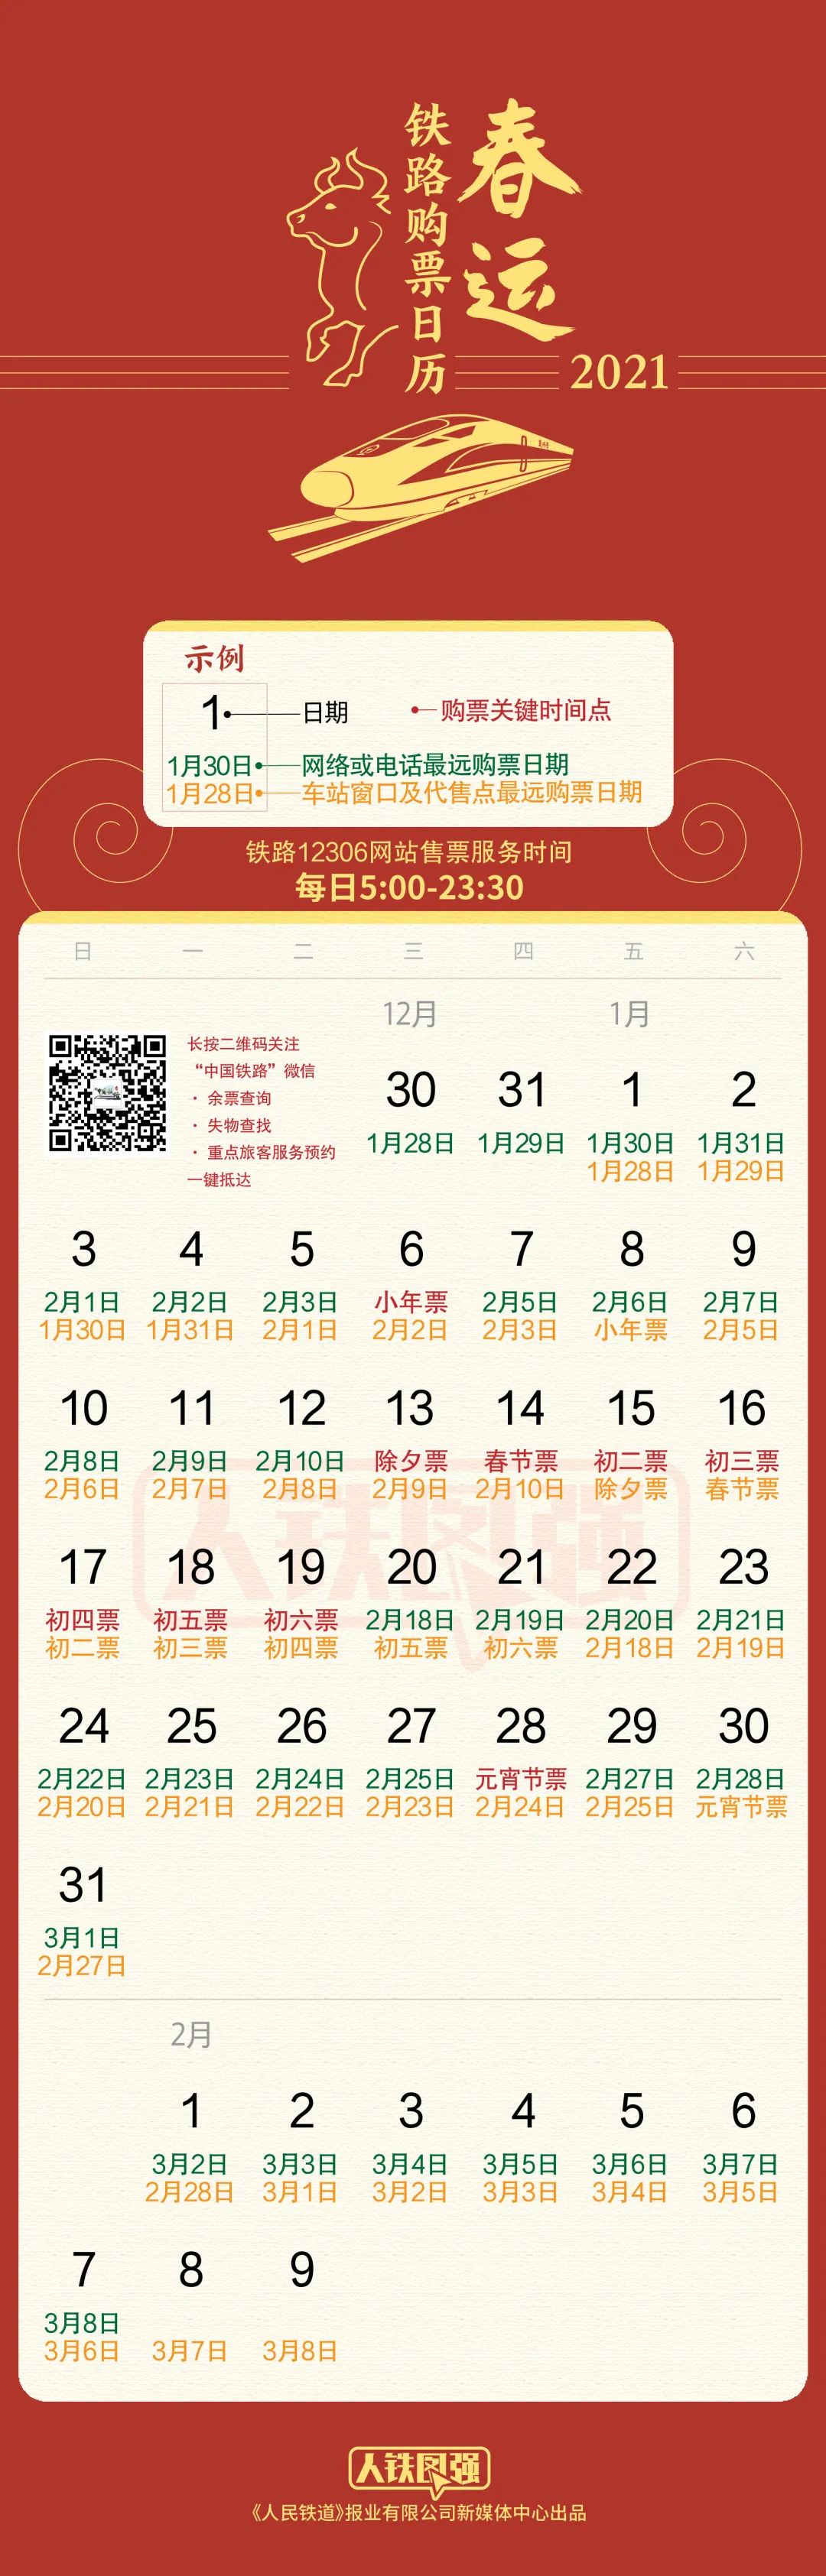 春运
铁路购票日历
2021
示例
1 日期 购票关键时间点
1月30日 网络或电话最远购票日期
1月28日 车站窗口及代售点最远购票日期
铁路12306网站售票服务时间
每日5:00-23:30
日 一 二 三 四 五 六
12月 1月
长按二维码关注
“中国铁路”微信
· 余票查询
· 失物查找
· 重点旅客服务预约
一键抵达
30 31 1 2
1月28日 1月29日 1月30日 1月31日
1月28日 1月29日
3 4 5 6 7 8 9
2月1日 2月2日 2月3日 小年票 2月5日 2月6日 2月7日
1月30日 1月31日 2月1日 2月2日 2月3日 小年票 2月5日
10 11 12 13 14 15 16
2月8日 2月9日 2月10日 除夕票 春节票 初二票 初三票
2月6日 2月7日 2月8日 2月9日 2月10日 除夕票 春节票
人铁图强
17 18 19 20 21 22 23
初四票 初五票 初六票 2月18日 2月19日 2月20日 2月21日
初二票 初三票 初四票 初五票 初六票 2月18日 2月19日
24 25 26 27 28 29 30
2月22日 2月23日 2月24日 2月25日 元宵节票 2月27日 2月28日
2月20日 2月21日 2月22日 2月23日 2月24日 2月25日 元宵节票
31
3月1日
2月27日
2月
1 2 3 4 5 6
3月2日 3月3日 3月4日 3月5日 3月6日 3月7日
2月28日 3月1日 3月2日 3月3日 3月4日 3月5日
7 8 9
3月8日
3月6日 3月7日 3月8日
人铁图强
《人民铁道》报业有限公司新媒体中心出品